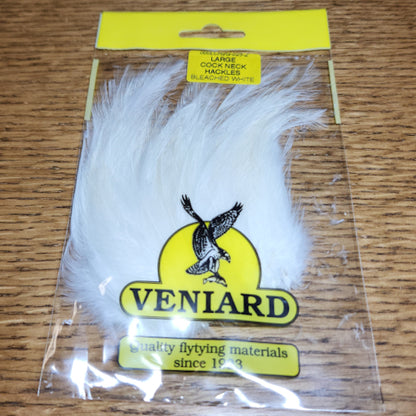 LARGE
COCK NECK
HACKLES
BLEACHED WHITE
VENIARD
quality flytying materials
since 1923